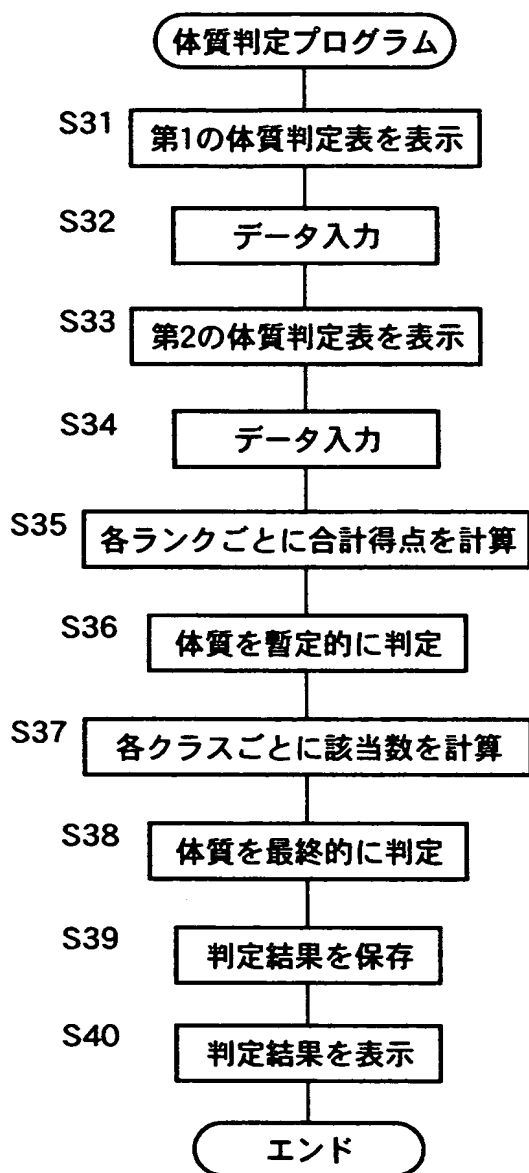 体質判定プログラム
S31
第1の体質判定表を表示
S32
データ入力
S33
第2の体質判定表を表示
S34
データ入力
S35
各ランクごとに合計得点を計算
S36
体質を暫定的に判定
S37
各クラスごとに該当数を計算
S38
体質を最終的に判定
S39
判定結果を保存
S40
判定結果を表示
エンド